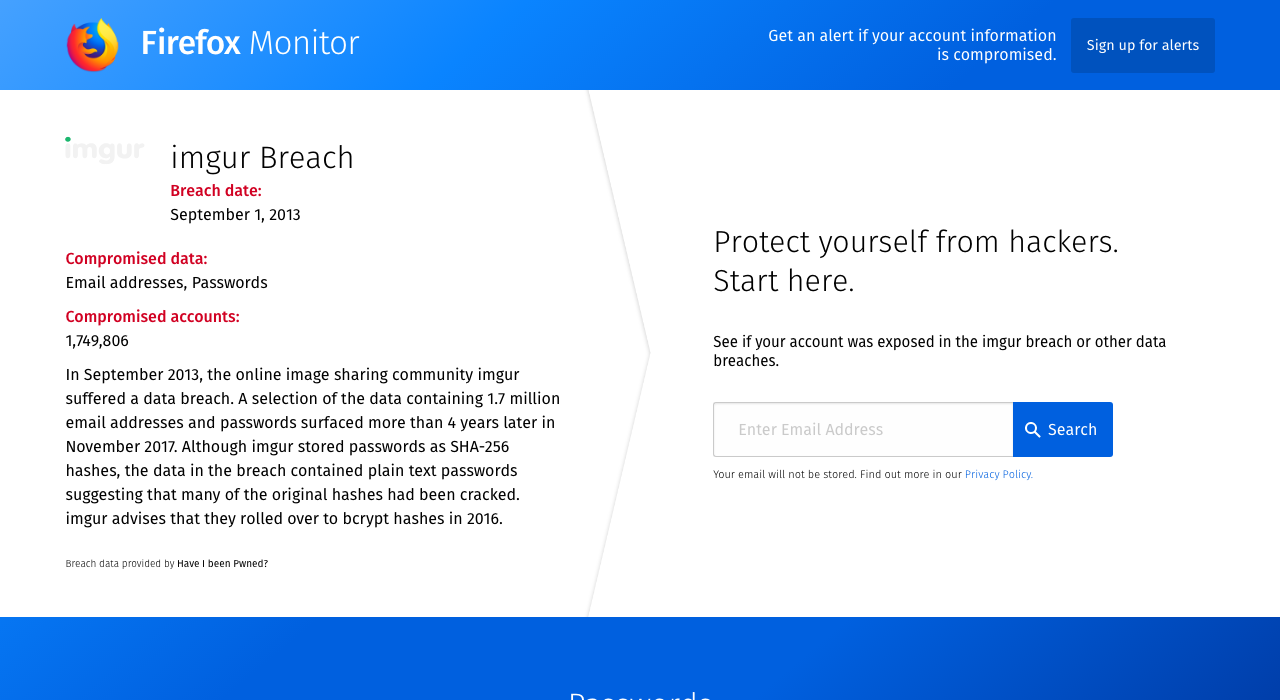 Firefox Monitor
Get an alert if your account information
is compromised.
Sign up for alerts
imgur
imgur Breach
Breach date:
September 1, 2013
Compromised data:
Email addresses, Passwords
Compromised accounts:
1,749,806
In September 2013, the online image sharing community imgur
suffered a data breach. A selection of the data containing 1.7 million
email addresses and passwords surfaced more than 4 years later in
November 2017. Although imgur stored passwords as SHA-256
hashes, the data in the breach contained plain text passwords
suggesting that many of the original hashes had been cracked.
imgur advises that they rolled over to bcrypt hashes in 2016.
Breach data provided by Have I been Pwned?
Protect yourself from hackers.
Start here.
See if your account was exposed in the imgur breach or other data
breaches.
Enter Email Address
Search
Your email will not be stored. Find out more in our Privacy Policy.
Passwords